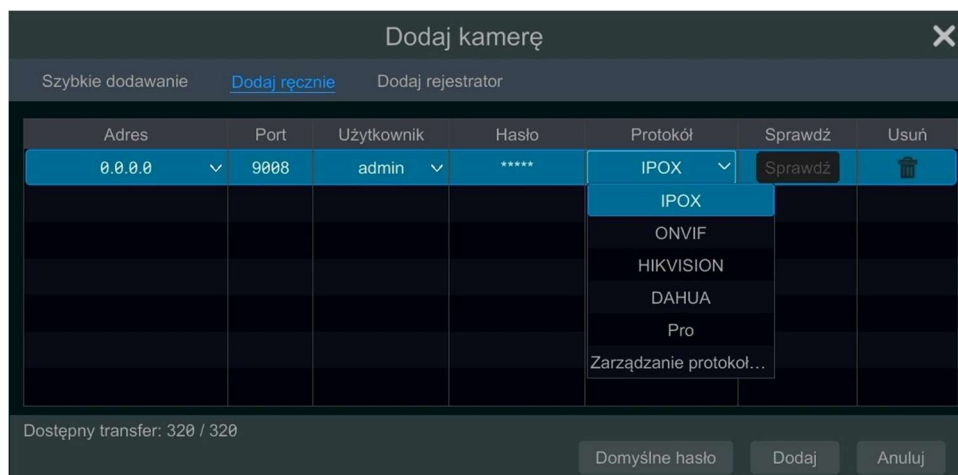 Dodaj kamerę
Szybkie dodawanie Dodaj ręcznie Dodaj rejestrator
Adres Port Użytkownik Hasło Protokół Sprawdź Usuń
0.0.0.0 9008 admin ***** IPOX Sprawdź
IPOX
ONVIF
HIKVISION
DAHUA
Pro
Zarządzanie protokoł...
Dostępny transfer: 320 / 320
Domyślne hasło Dodaj Anuluj